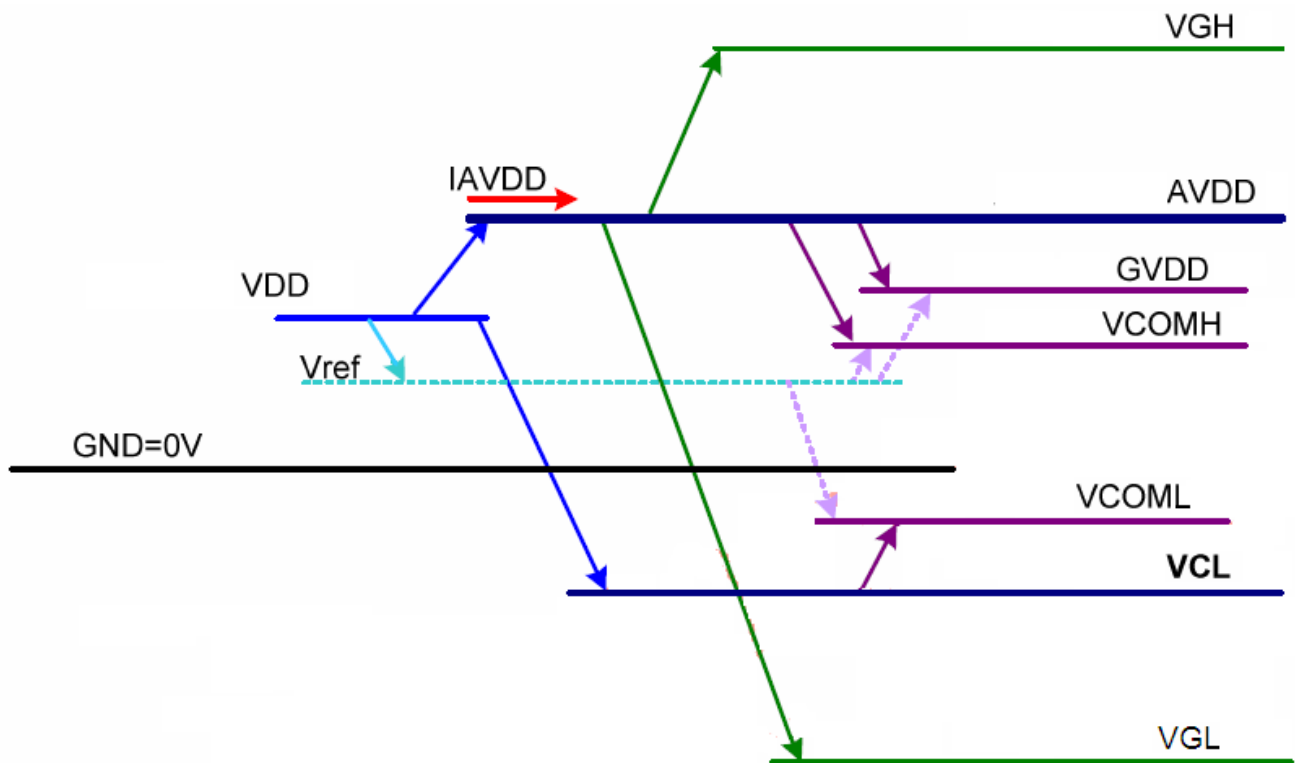 VGH
IAVDD
AVDD
VDD
GVDD
VCOMH
Vref
GND=0V
VCOML
VCL
VGL